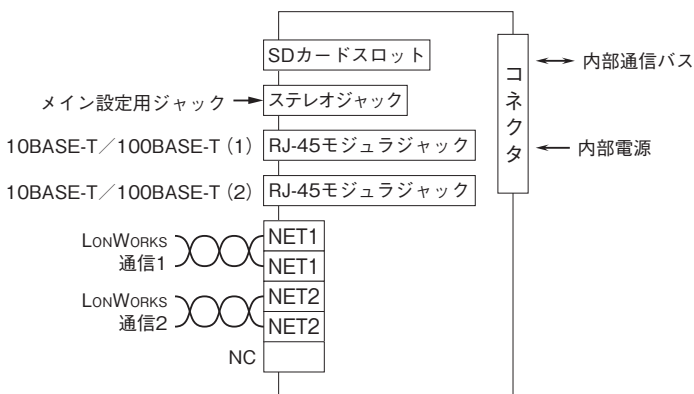 SDカードスロット
メイン設定用ジャック
ステレオジャック
10BASE-T／100BASE-T（1）
RJ-45モジュラジャック
10BASE-T／100BASE-T（2）
RJ-45モジュラジャック
LONWORKS
通信1
NET1
NET1
LONWORKS
通信2
NET2
NET2
NC
コネクタ
内部通信バス
内部電源